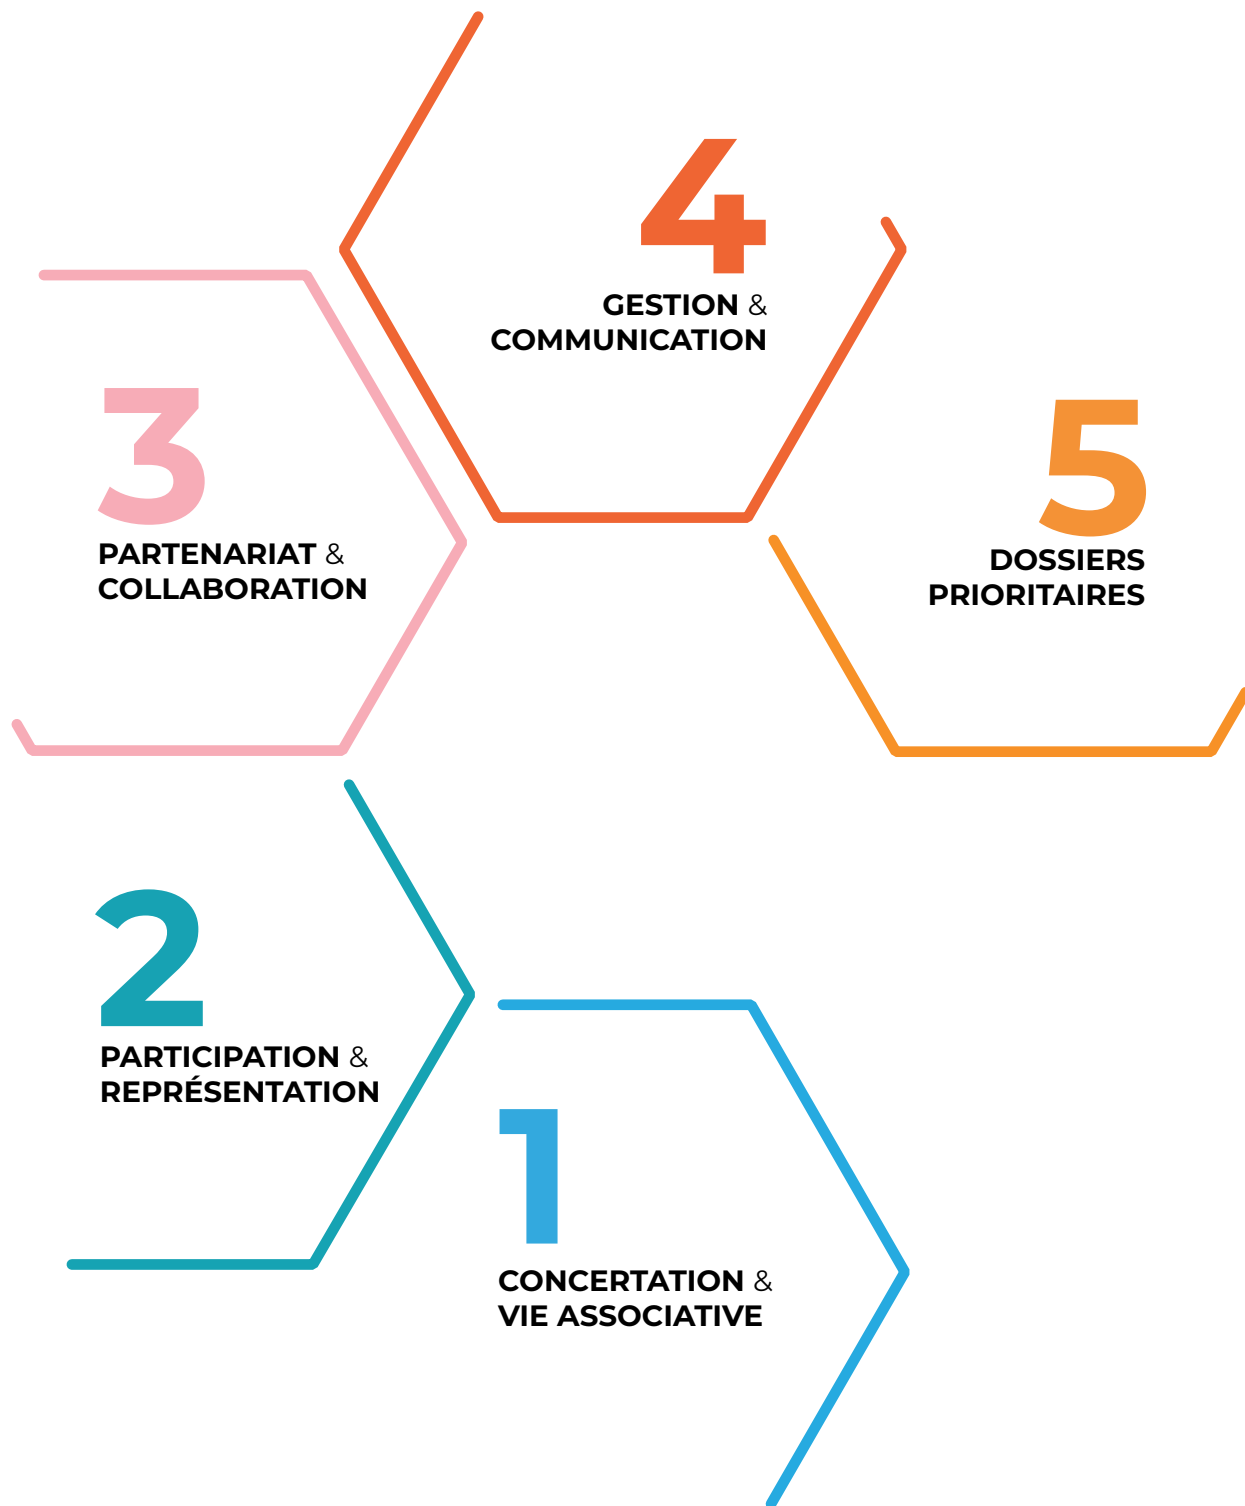 4
GESTION &
COMMUNICATION
3
PARTENARIAT &
COLLABORATION
5
DOSSIERS
PRIORITAIRES
2
PARTICIPATION &
REPRÉSENTATION
1
CONCERTATION &
VIE ASSOCIATIVE